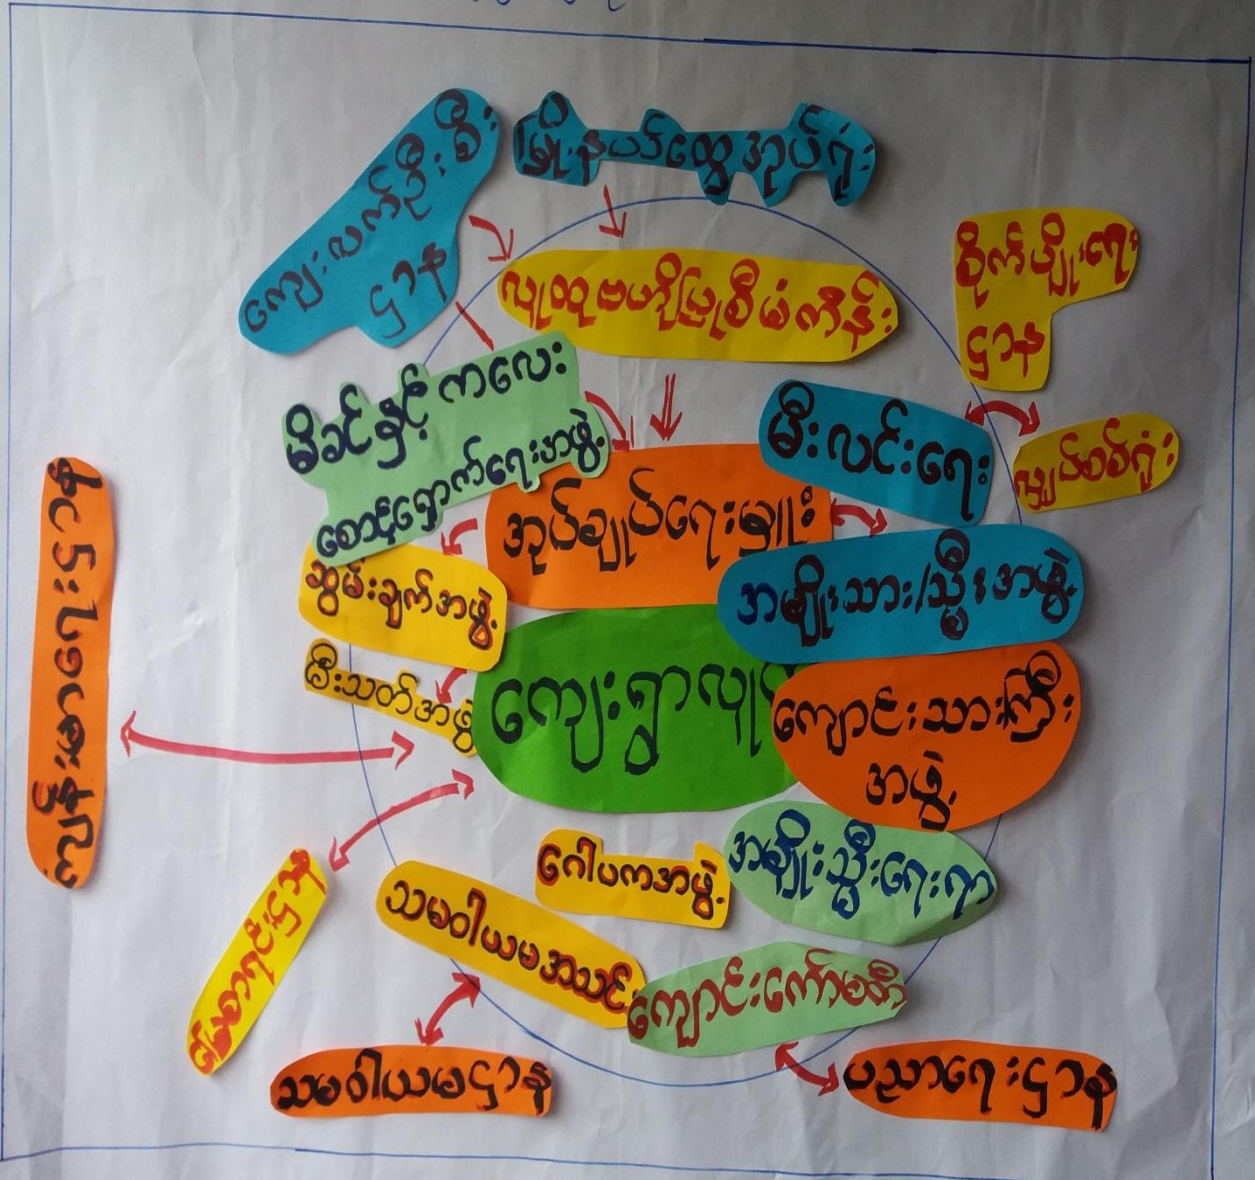 မြို့နယ်ထွေအုပ်ရုံး
ကျေးလက်ဦးစီး
ဌာန
စိုက်ပျိုးရေး
ဌာန
လူထုဗဟိုပြုစီမံကိန်း
မိခင်နှင့်ကလေး
စောင့်ရှောက်ရေးအဖွဲ့
မီးလင်းရေး
လျှပ်စစ်ရုံး
အုပ်ချုပ်ရေးမှူး
ဆွမ်းချက်အဖွဲ့
အမျိုးသား/သ္မီးအဖွဲ့
မီးသတ်အဖွဲ့
ကျေးရွာလူ
ကျောင်းသားကြီး
အဖွဲ့
ဂေါပကအဖွဲ့
အမျိုးသ္မီးရေးရာ
သမဝါယမအသင်း
ကျောင်းကော်မတီ
သမဝါယမဌာန
ပညာရေးဌာန